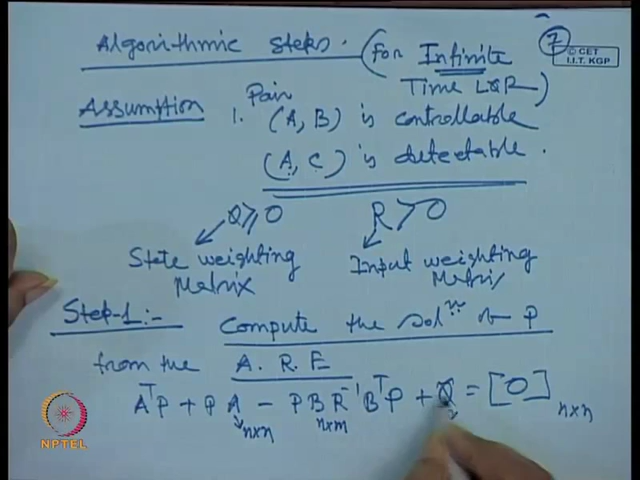 Algorithmic Steps. (for Infinite
Time LQR)
7
© CET
I.I.T. KGP
Assumption 1. Pair (A, B) is controllable
(A, C) is detectable.
Q ≥ 0 R > 0
State weighting Matrix
Input weighting Matrix
Step-1:- Compute the solⁿ of P
from the A.R.E
AᵀP + PA - PBR⁻¹BᵀP + Q = [0] n×n
n×n n×m
NPTEL